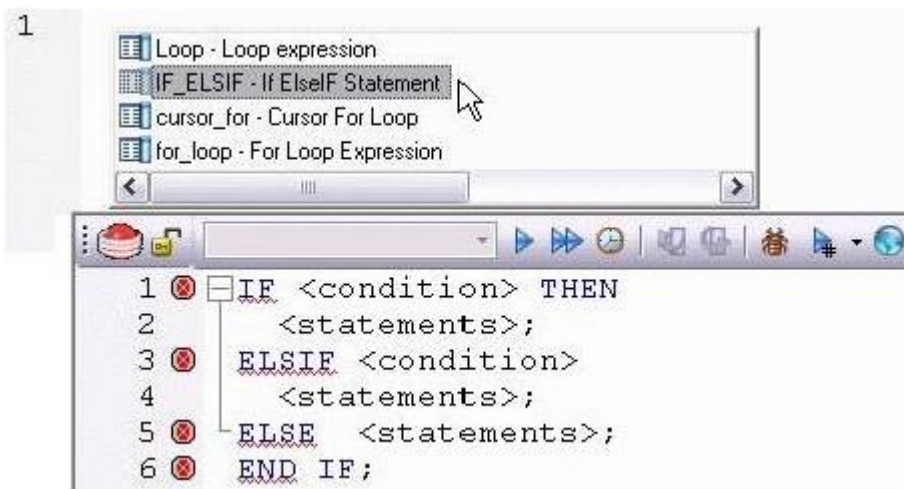 1
Loop - Loop expression
IF_ELSIF - If ElseIF Statement
cursor_for - Cursor For Loop
for_loop - For Loop Expression
1 IF <condition> THEN
2 <statements>;
3 ELSIF <condition>
4 <statements>;
5 ELSE <statements>;
6 END IF;